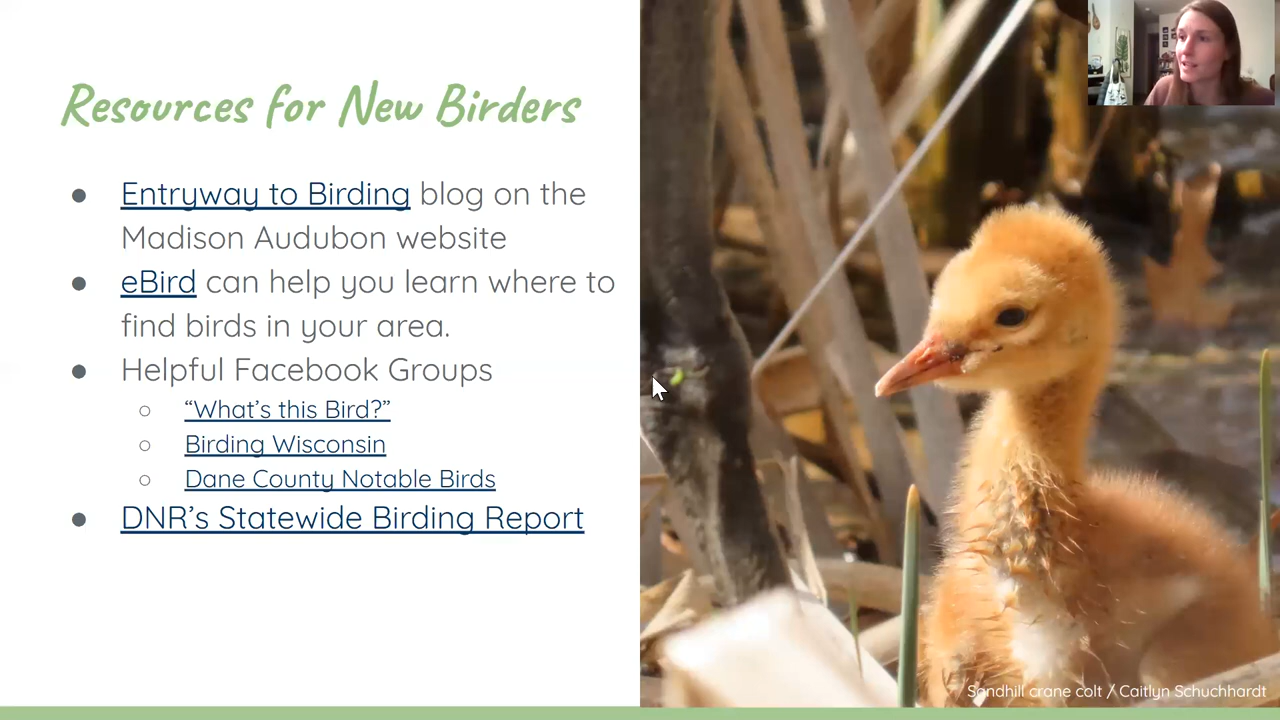 Resources for New Birders
● Entryway to Birding blog on the
Madison Audubon website
● eBird can help you learn where to
find birds in your area.
● Helpful Facebook Groups
○ “What’s this Bird?”
○ Birding Wisconsin
○ Dane County Notable Birds
● DNR’s Statewide Birding Report
Sandhill crane colt / Caitlyn Schuchhardt